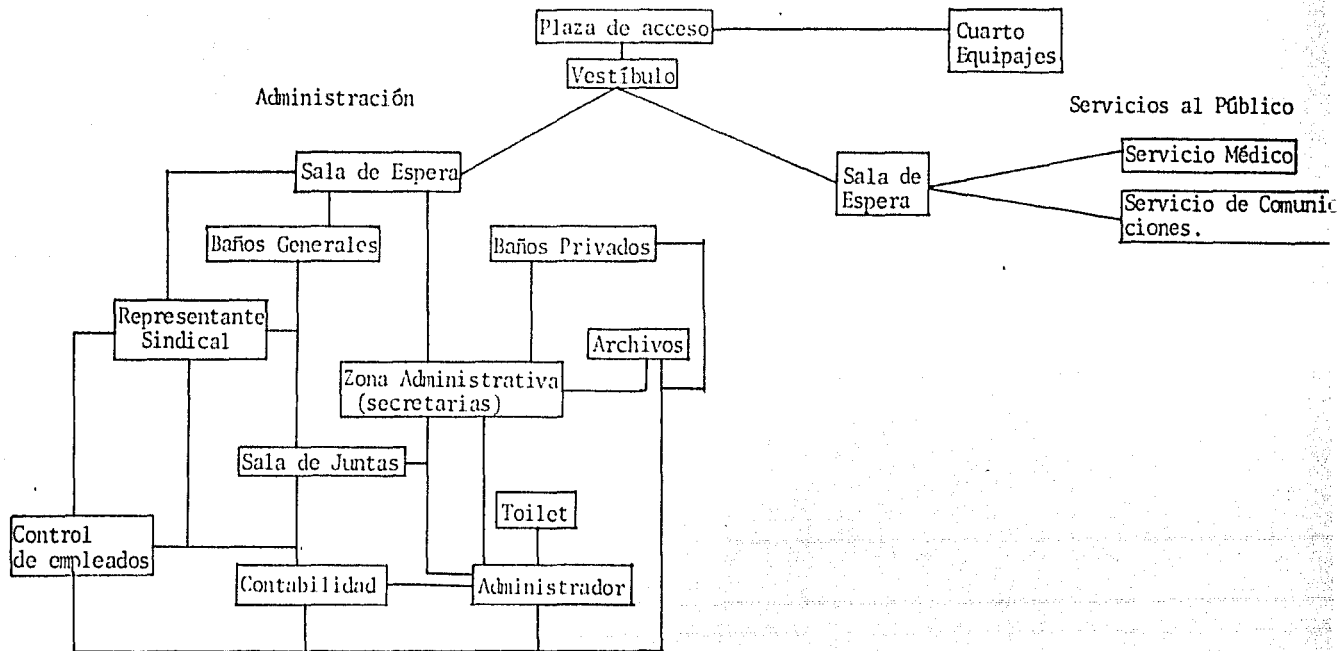 Plaza de acceso
Cuarto
Equipajes
Vestíbulo
Administración
Servicios al Público
Sala de Espera
Sala de
Espera
Servicio Médico
Servicio de Comunic
ciones.
Baños Generales
Baños Privados
Representante
Sindical
Archivos
Zona Administrativa
(secretarias)
Sala de Juntas
Toilet
Control
de empleados
Contabilidad
Administrador